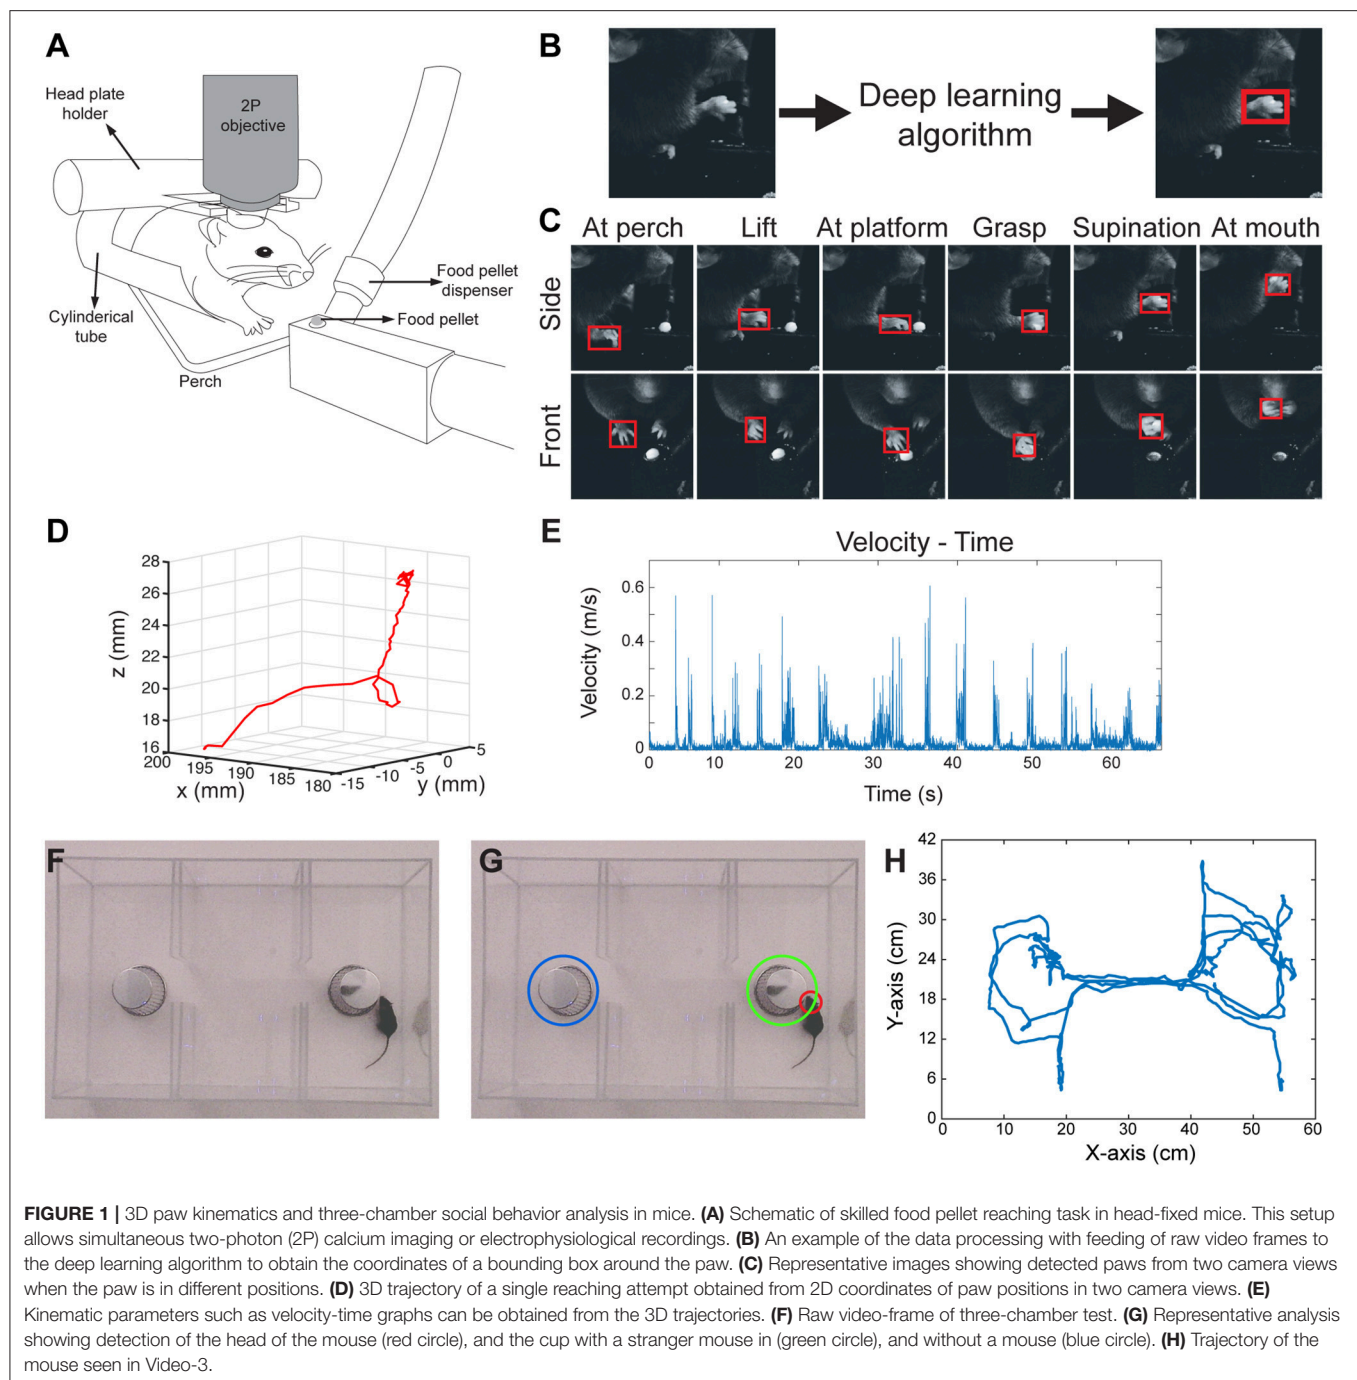 A
Head plate
holder
2P
objective
Food pellet
dispenser
Food pellet
Cylinderical
tube
Perch
B
Deep learning
algorithm
C
At perch Lift At platform Grasp Supination At mouth
Side
Front
D
28
26
24
22
20
18
16
z (mm)
200 195 190 185 180
x (mm)
-15 -10 -5 0 5
y (mm)
E
Velocity - Time
0.6
0.4
0.2
0
Velocity (m/s)
0 10 20 30 40 50 60
Time (s)
F
G
H
42
36
30
24
18
12
6
0
Y-axis (cm)
0 10 20 30 40 50 60
X-axis (cm)
FIGURE 1 | 3D paw kinematics and three-chamber social behavior analysis in mice. (A) Schematic of skilled food pellet reaching task in head-fixed mice. This setup
allows simultaneous two-photon (2P) calcium imaging or electrophysiological recordings. (B) An example of the data processing with feeding of raw video frames to
the deep learning algorithm to obtain the coordinates of a bounding box around the paw. (C) Representative images showing detected paws from two camera views
when the paw is in different positions. (D) 3D trajectory of a single reaching attempt obtained from 2D coordinates of paw positions in two camera views. (E)
Kinematic parameters such as velocity-time graphs can be obtained from the 3D trajectories. (F) Raw video-frame of three-chamber test. (G) Representative analysis
showing detection of the head of the mouse (red circle), and the cup with a stranger mouse in (green circle), and without a mouse (blue circle). (H) Trajectory of the
mouse seen in Video-3.